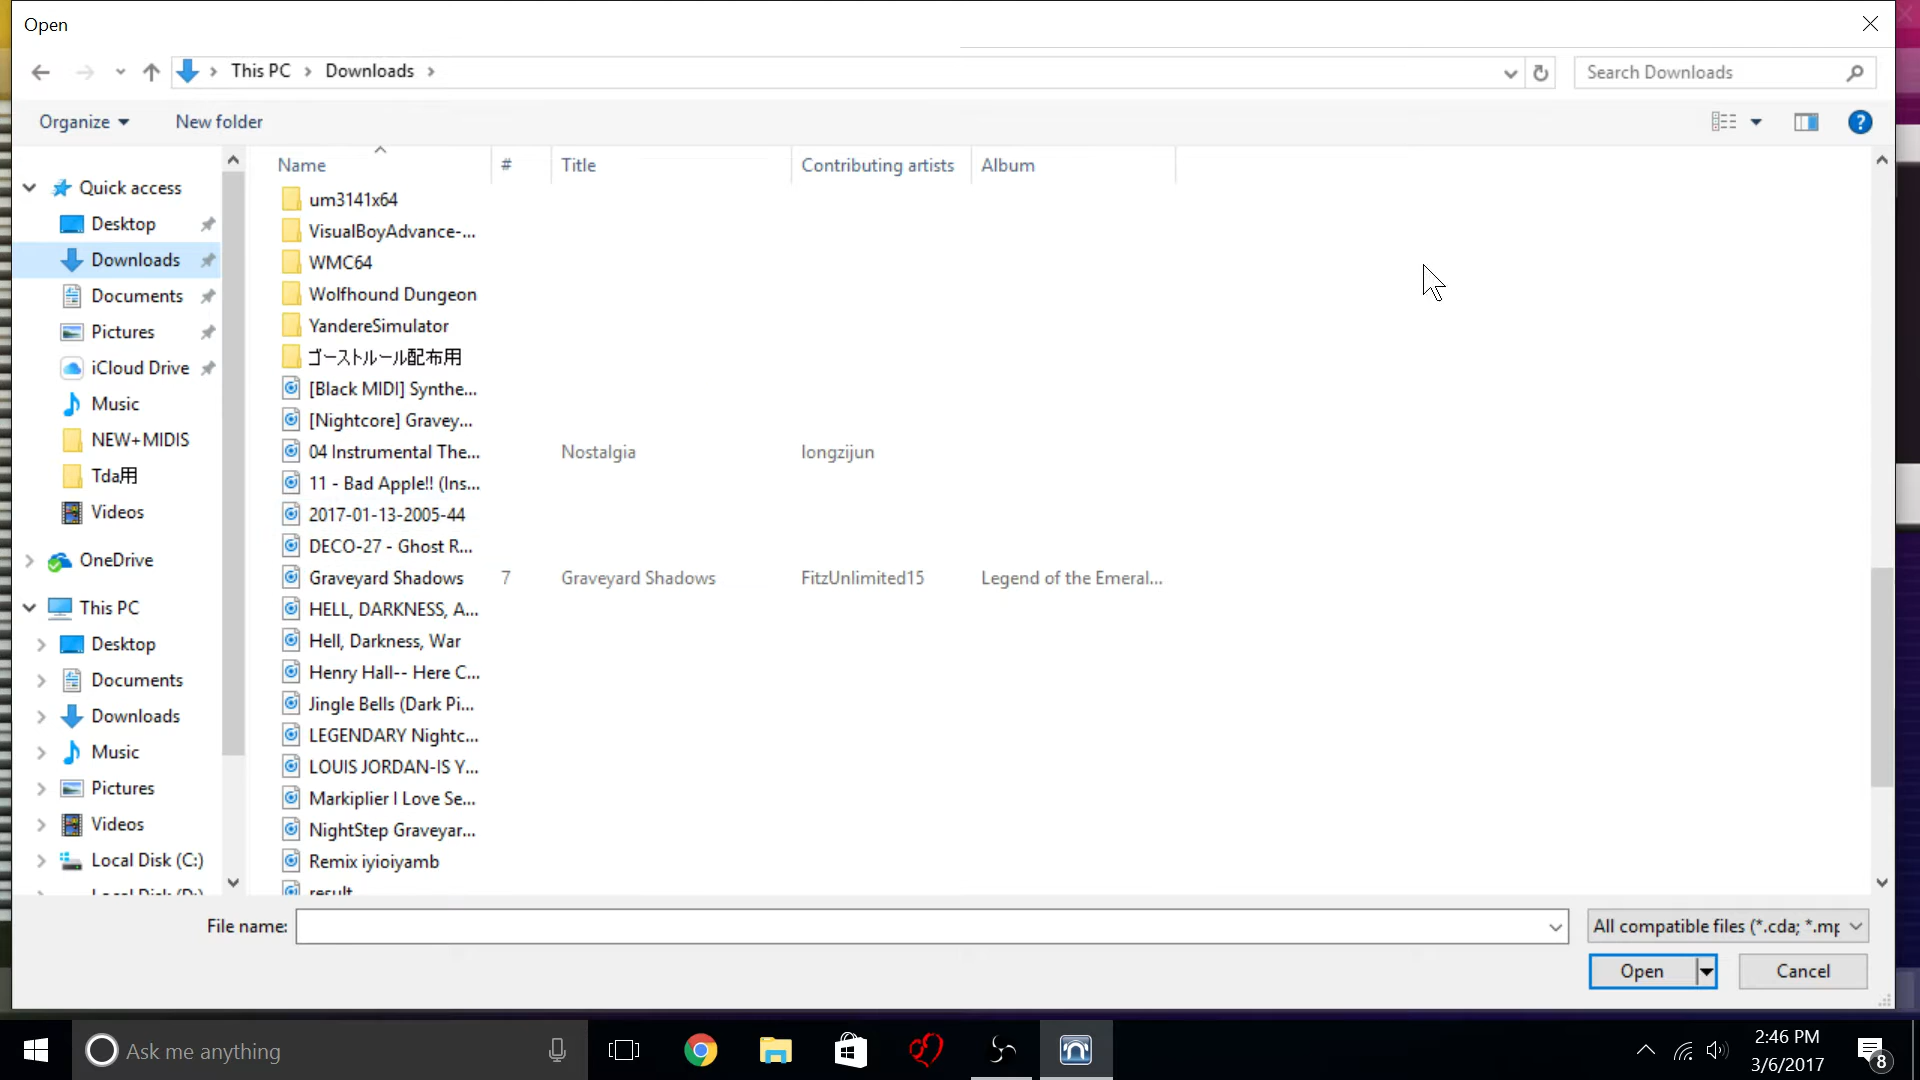 Open
This PC
Downloads
Search Downloads
Organize
New folder
Name
#
Title
Contributing artists
Album
Quick access
Desktop
Downloads
Documents
Pictures
iCloud Drive
Music
NEW+MIDIS
Tda用
Videos
OneDrive
This PC
Desktop
Documents
Downloads
Music
Pictures
Videos
Local Disk (C:)
Local Disk (D:)
um3141x64
VisualBoyAdvance-...
WMC64
Wolfhound Dungeon
YandereSimulator
ゴーストルール配布用
[Black MIDI] Synthe...
[Nightcore] Gravey...
04 Instrumental The... Nostalgia longzijun
11 - Bad Apple!! (Ins...
2017-01-13-2005-44
DECO-27 - Ghost R...
Graveyard Shadows 7 Graveyard Shadows FitzUnlimited15 Legend of the Emeral...
HELL, DARKNESS, A...
Hell, Darkness, War
Henry Hall-- Here C...
Jingle Bells (Dark Pi...
LEGENDARY Nightc...
LOUIS JORDAN-IS Y...
Markiplier I Love Se...
NightStep Graveyar...
Remix iyioiyamb
result
File name:
All compatible files (*.cda; *.mp
Open
Cancel
Ask me anything
2:46 PM
3/6/2017
8